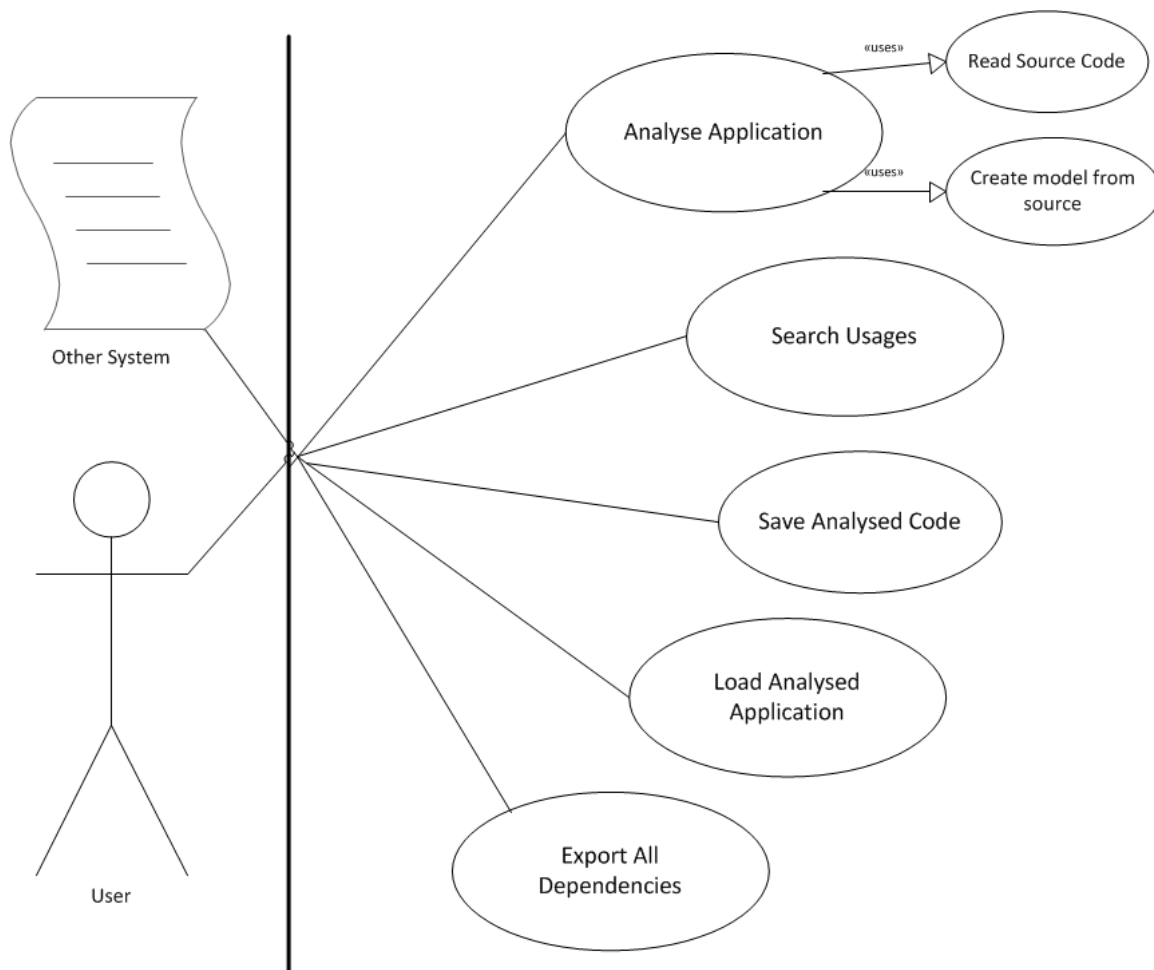 «uses»
Read Source Code
Analyse Application
«uses»
Create model from
source
Other System
Search Usages
Save Analysed Code
Load Analysed
Application
Export All
Dependencies
User